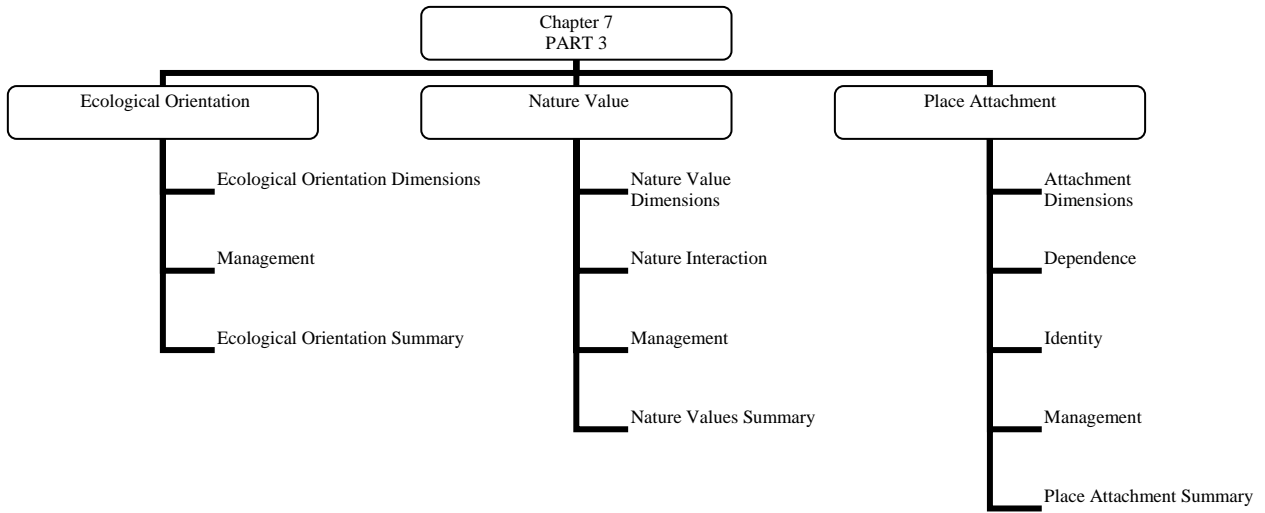 Chapter 7
PART 3
Ecological Orientation
Nature Value
Place Attachment
Ecological Orientation Dimensions
Management
Ecological Orientation Summary
Nature Value
Dimensions
Nature Interaction
Management
Nature Values Summary
Attachment
Dimensions
Dependence
Identity
Management
Place Attachment Summary